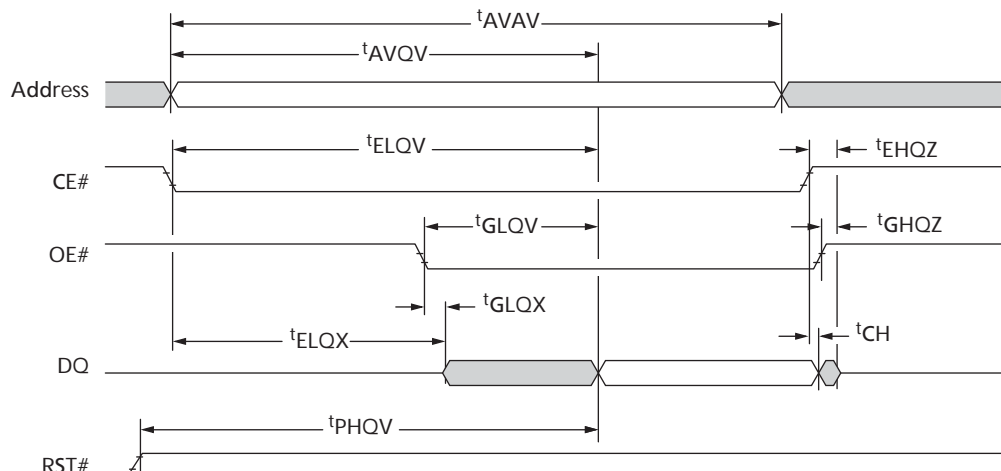 tAVAV
tAVQV
Address
tELQV
tEHQZ
CE#
tGLQV
tGHQZ
OE#
tGLQX
tELQX
tCH
DQ
tPHQV
RST#